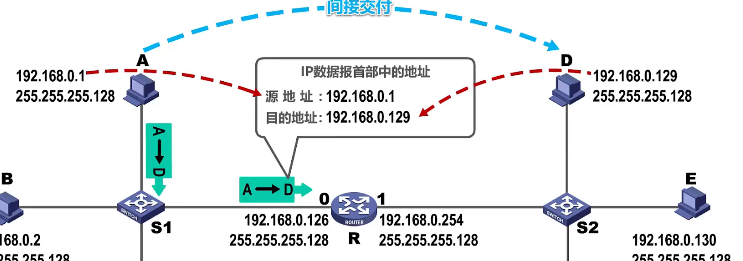 间接交付
A
D
192.168.0.1
255.255.255.128
IP数据报首部中的地址
源 地 址 : 192.168.0.1
目的地址: 192.168.0.129
192.168.0.129
255.255.255.128
A → D
A → D
B
S1
0
1
R
ROUTER
SWITCH
SWITCH
S2
E
192.168.0.126
255.255.255.128
192.168.0.254
255.255.255.128
68.0.2
55.128
192.168.0.130
255.255.255.128